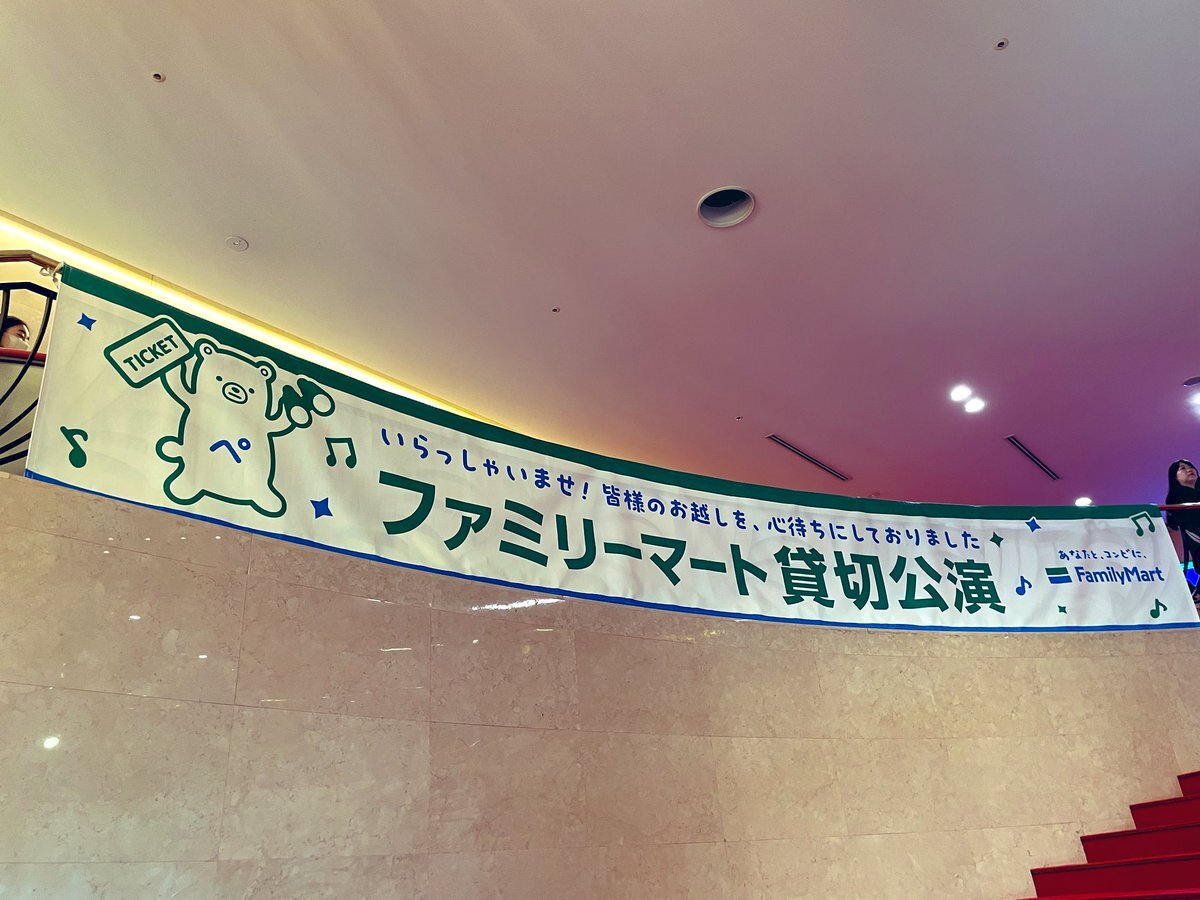 TICKET
ペ
いらっしゃいませ! 皆様のお越しを、心待ちにしておりました
ファミリーマート貸切公演
あなたと、コンビに、
FamilyMart